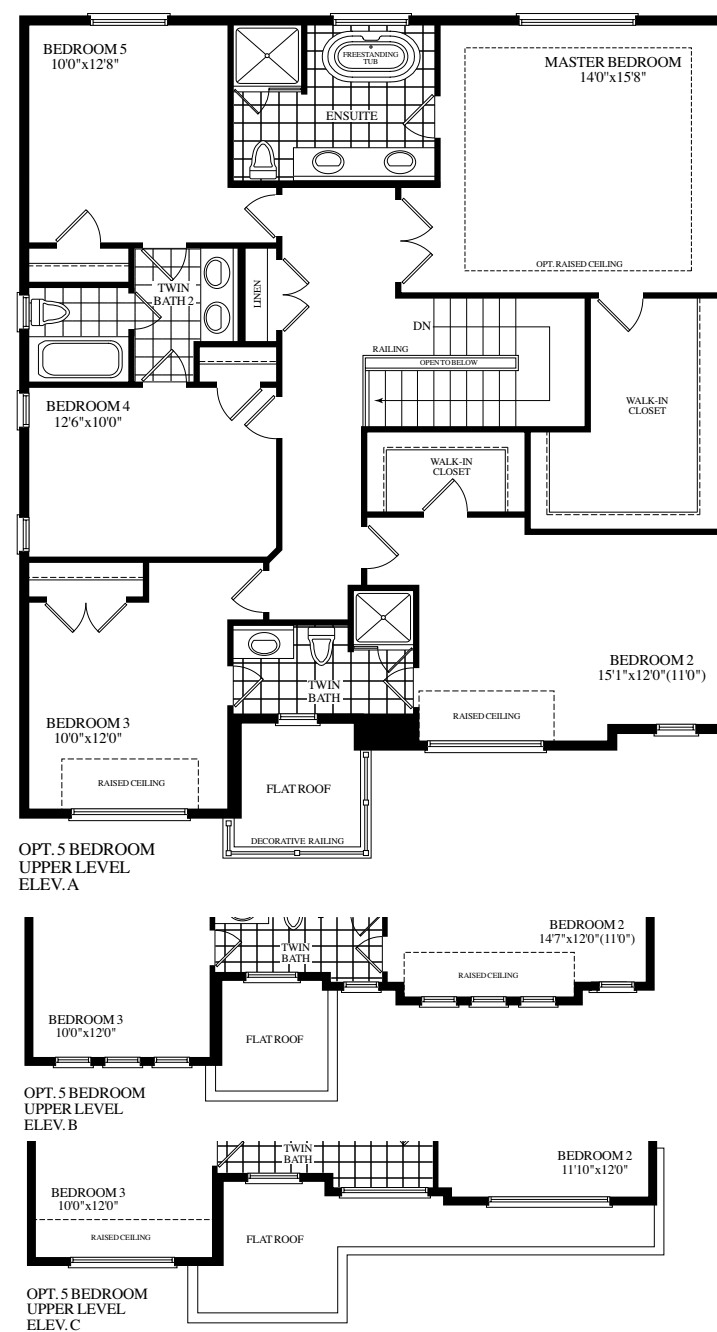 BEDROOM 5
10'0"x12'8"
FREESTANDING
TUB
ENSUITE
MASTER BEDROOM
14'0"x15'8"
OPT. RAISED CEILING
TWIN
BATH 2
LINEN
DN
RAILING
OPEN TO BELOW
WALK-IN
CLOSET
BEDROOM 4
12'6"x10'0"
WALK-IN
CLOSET
BEDROOM 2
15'1"x12'0"(11'0")
RAISED CEILING
TWIN
BATH
BEDROOM 3
10'0"x12'0"
RAISED CEILING
FLAT ROOF
DECORATIVE RAILING
OPT. 5 BEDROOM
UPPER LEVEL
ELEV. A
BEDROOM 2
14'7"x12'0"(11'0")
TWIN
BATH
RAISED CEILING
BEDROOM 3
10'0"x12'0"
FLAT ROOF
OPT. 5 BEDROOM
UPPER LEVEL
ELEV. B
TWIN
BATH
BEDROOM 2
11'10"x12'0"
BEDROOM 3
10'0"x12'0"
RAISED CEILING
FLAT ROOF
OPT. 5 BEDROOM
UPPER LEVEL
ELEV. C